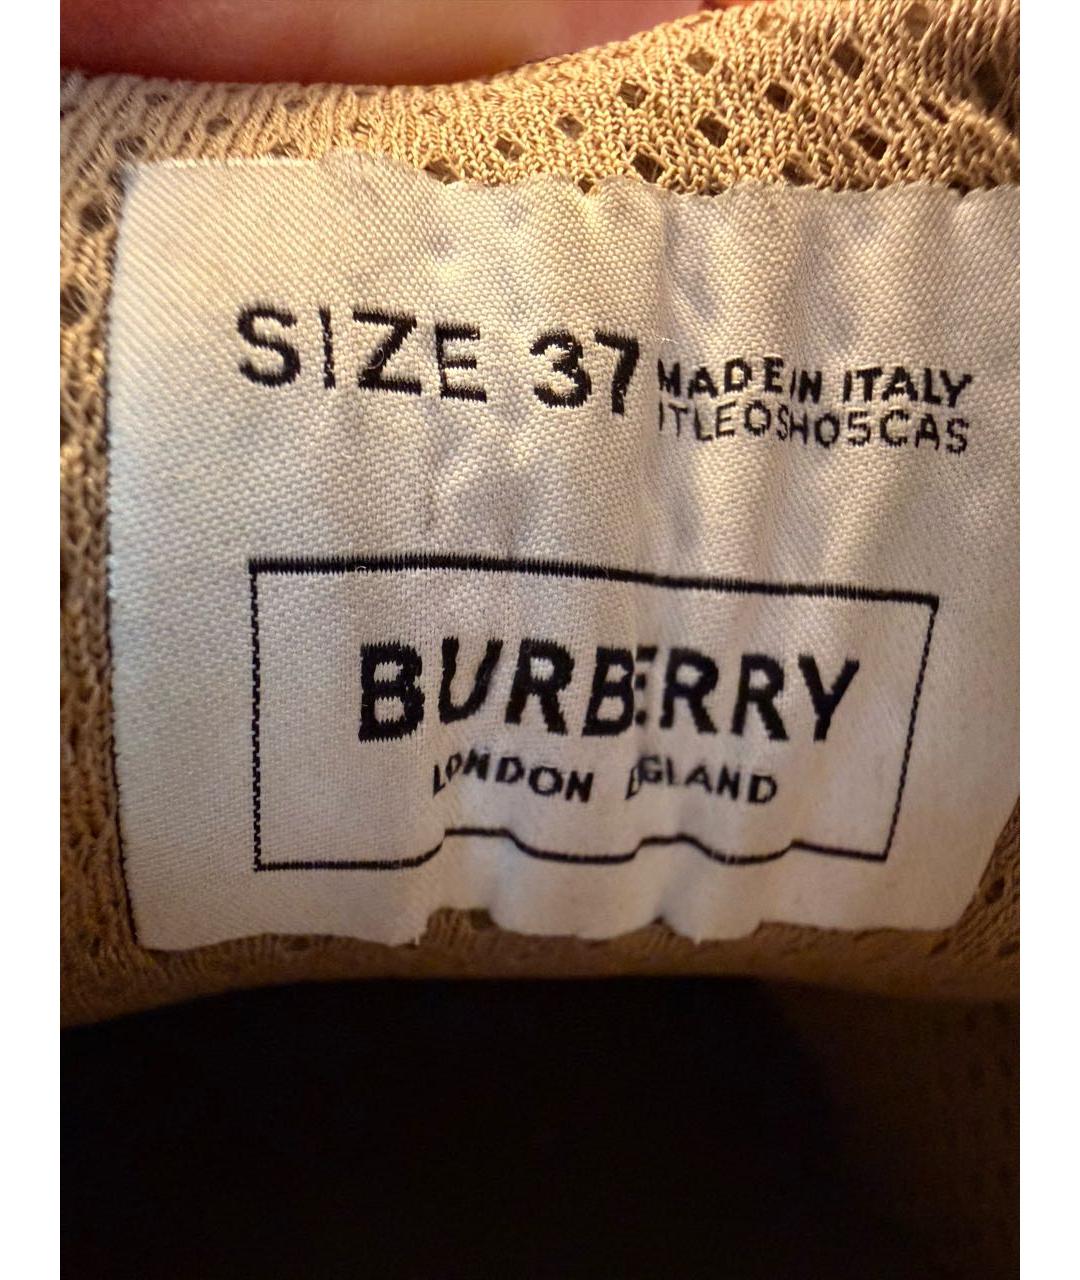 SIZE 37
MADE IN ITALY
ITLEOSHO5CAS
BURBERRY
LONDON ENGLAND